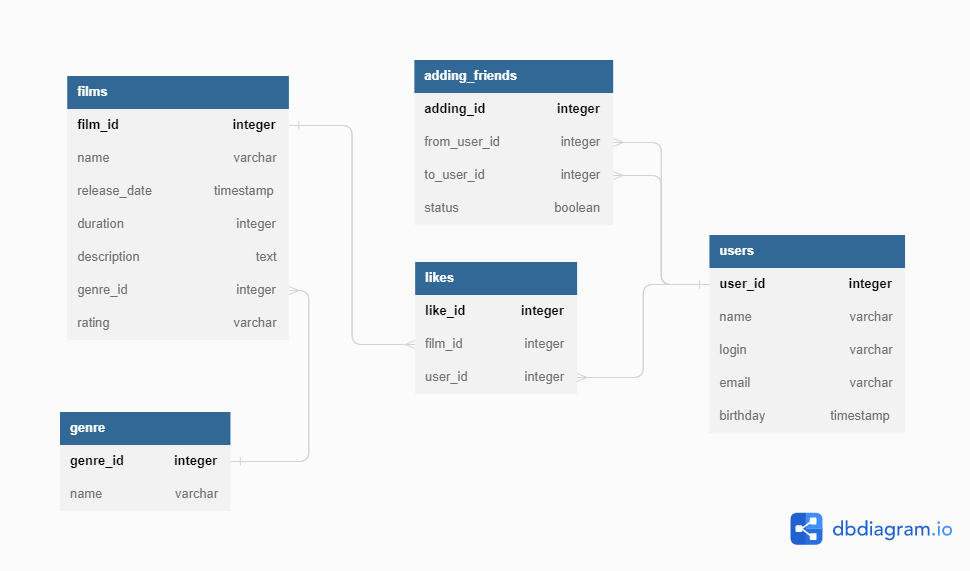 films
film_id integer
name varchar
release_date timestamp
duration integer
description text
genre_id integer
rating varchar
genre
genre_id integer
name varchar
adding_friends
adding_id integer
from_user_id integer
to_user_id integer
status boolean
likes
like_id integer
film_id integer
user_id integer
users
user_id integer
name varchar
login varchar
email varchar
birthday timestamp
dbdiagram.io